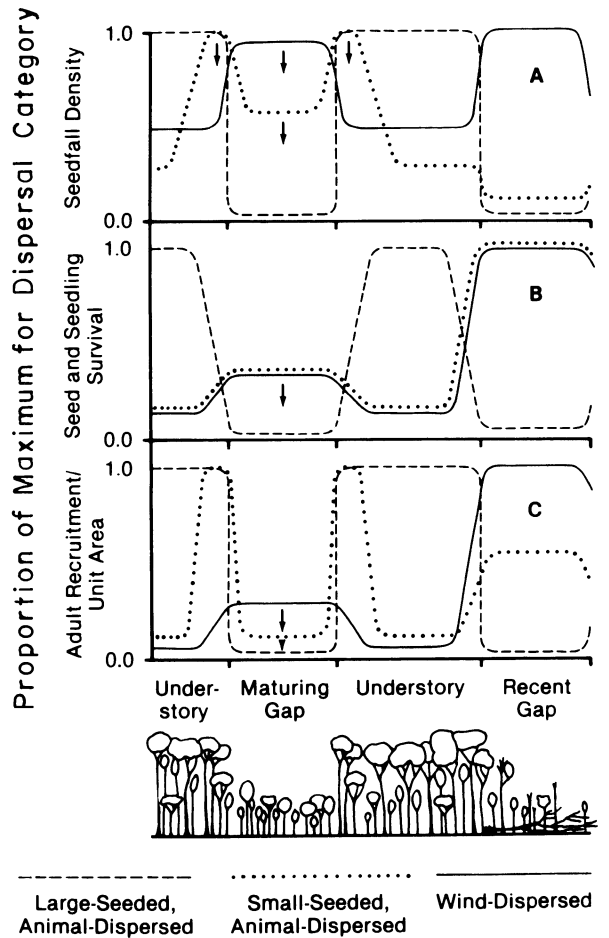 Proportion of Maximum for Dispersal Category
Seedfall Density
1.0
0.0
A
Seed and Seedling
Survival
1.0
0.0
B
Adult Recruitment/
Unit Area
1.0
0.0
C
Under-
story
Maturing
Gap
Understory
Recent
Gap
Large-Seeded,
Animal-Dispersed
Small-Seeded,
Animal-Dispersed
Wind-Dispersed